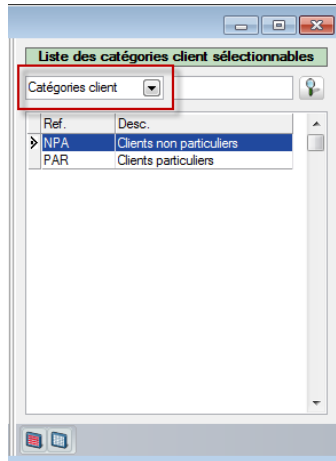 Liste des catégories client sélectionnables
Catégories client
Ref. Desc.
NPA Clients non particuliers
PAR Clients particuliers